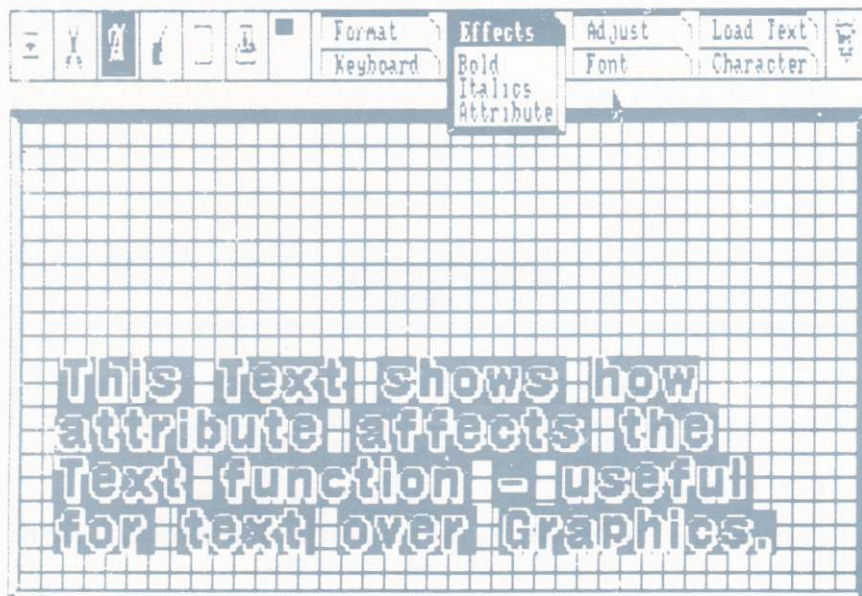 Format Effects Adjust Load Text
Keyboard Bold Font Character
Italics
Attribute
This Text shows how
attribute affects the
Text function - useful
for text over Graphics.